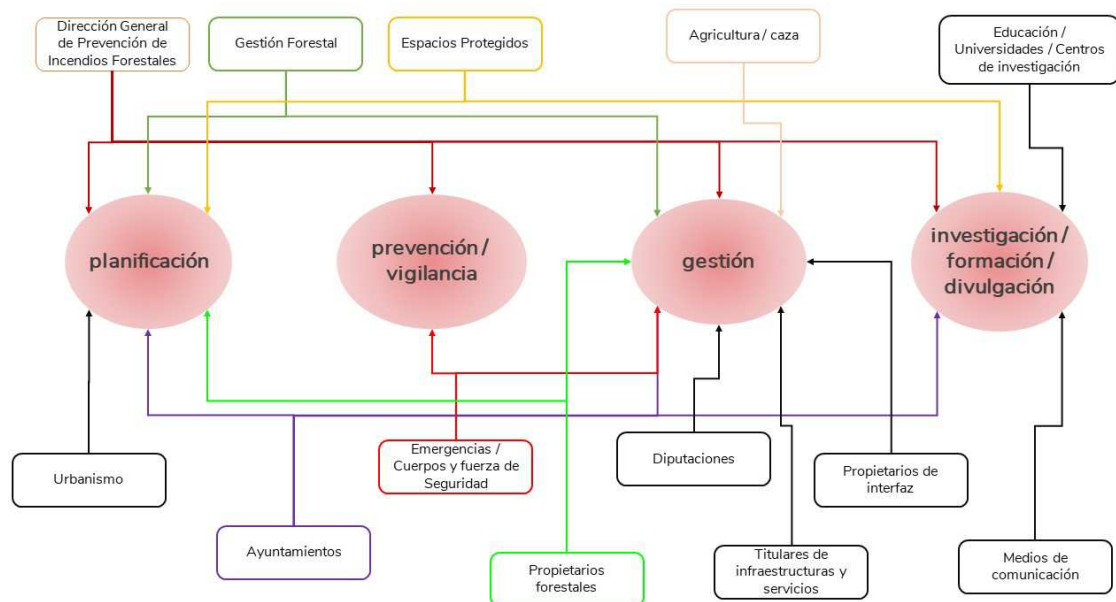 Dirección General
de Prevención de
Incendios Forestales
Gestión Forestal
Espacios Protegidos
Agricultura / caza
Educación /
Universidades / Centros
de investigación
planificación
prevención /
vigilancia
gestión
investigación /
formación /
divulgación
Urbanismo
Emergencias /
Cuerpos y fuerza de
Seguridad
Diputaciones
Propietarios de
interfaz
Ayuntamientos
Propietarios
forestales
Titulares de
infraestructuras y
servicios
Medios de
comunicación